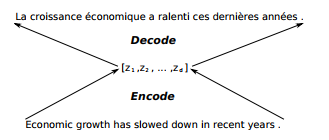 La croissance économique a ralenti ces dernières années .
Decode
[z₁,z₂, ... ,z_d]
Encode
Economic growth has slowed down in recent years .